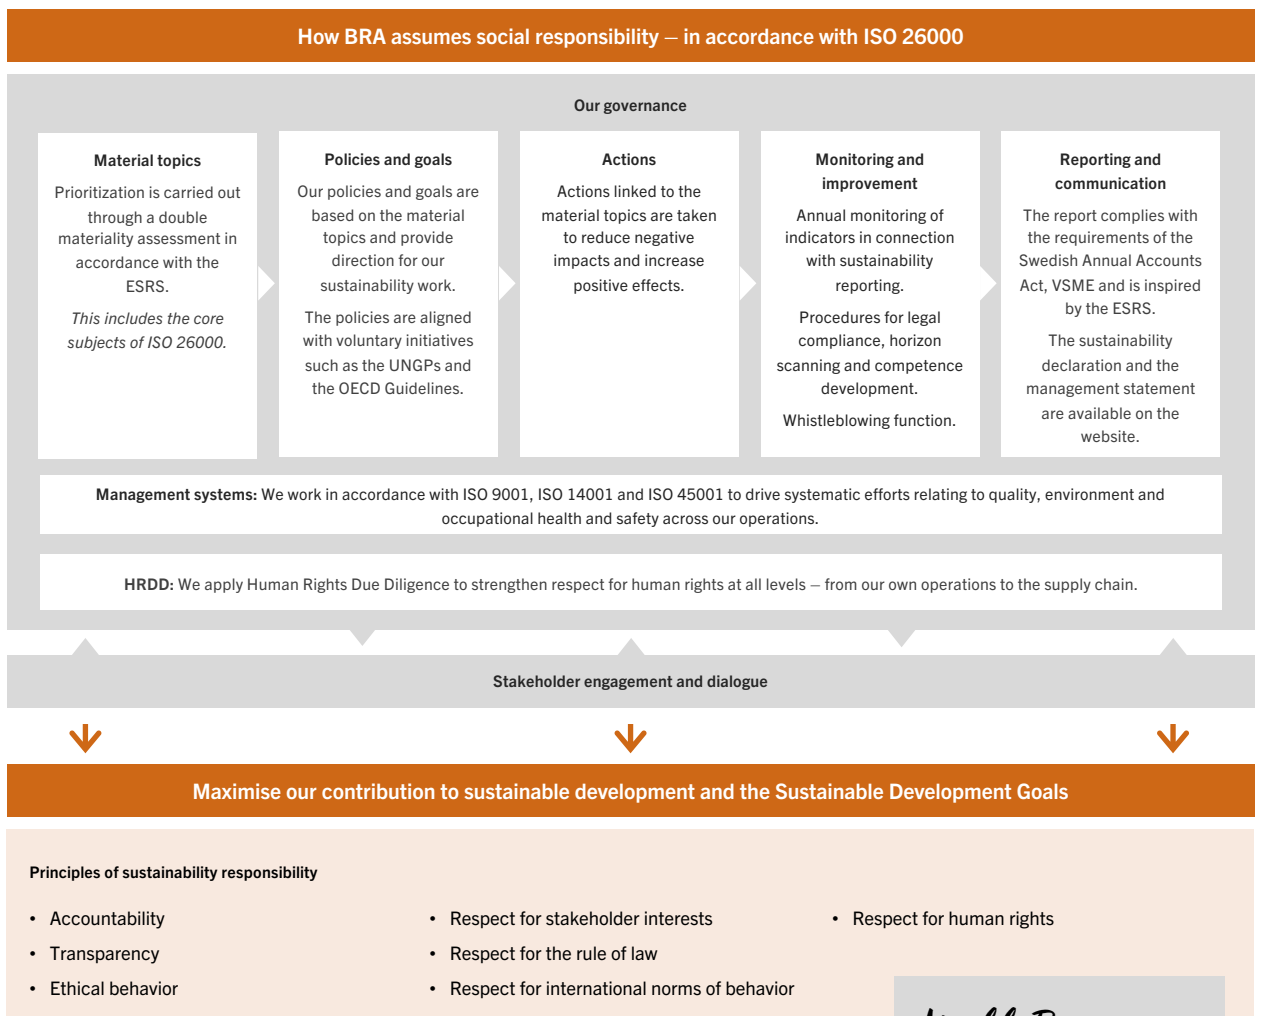 How BRA assumes social responsibility – in accordance with ISO 26000
Our governance
Material topics
Prioritization is carried out
through a double
materiality assessment in
accordance with the
ESRS.
This includes the core
subjects of ISO 26000.
Policies and goals
Our policies and goals are
based on the material
topics and provide
direction for our
sustainability work.
The policies are aligned
with voluntary initiatives
such as the UNGPs and
the OECD Guidelines.
Actions
Actions linked to the
material topics are taken
to reduce negative
impacts and increase
positive effects.
Monitoring and
improvement
Annual monitoring of
indicators in connection
with sustainability
reporting.
Procedures for legal
compliance, horizon
scanning and competence
development.
Whistleblowing function.
Reporting and
communication
The report complies with
the requirements of the
Swedish Annual Accounts
Act, VSME and is inspired
by the ESRS.
The sustainability
declaration and the
management statement
are available on the
website.
Management systems: We work in accordance with ISO 9001, ISO 14001 and ISO 45001 to drive systematic efforts relating to quality, environment and
occupational health and safety across our operations.
HRDD: We apply Human Rights Due Diligence to strengthen respect for human rights at all levels – from our own operations to the supply chain.
Stakeholder engagement and dialogue
Maximise our contribution to sustainable development and the Sustainable Development Goals
Principles of sustainability responsibility
• Accountability
• Transparency
• Ethical behavior
• Respect for stakeholder interests
• Respect for the rule of law
• Respect for international norms of behavior
• Respect for human rights